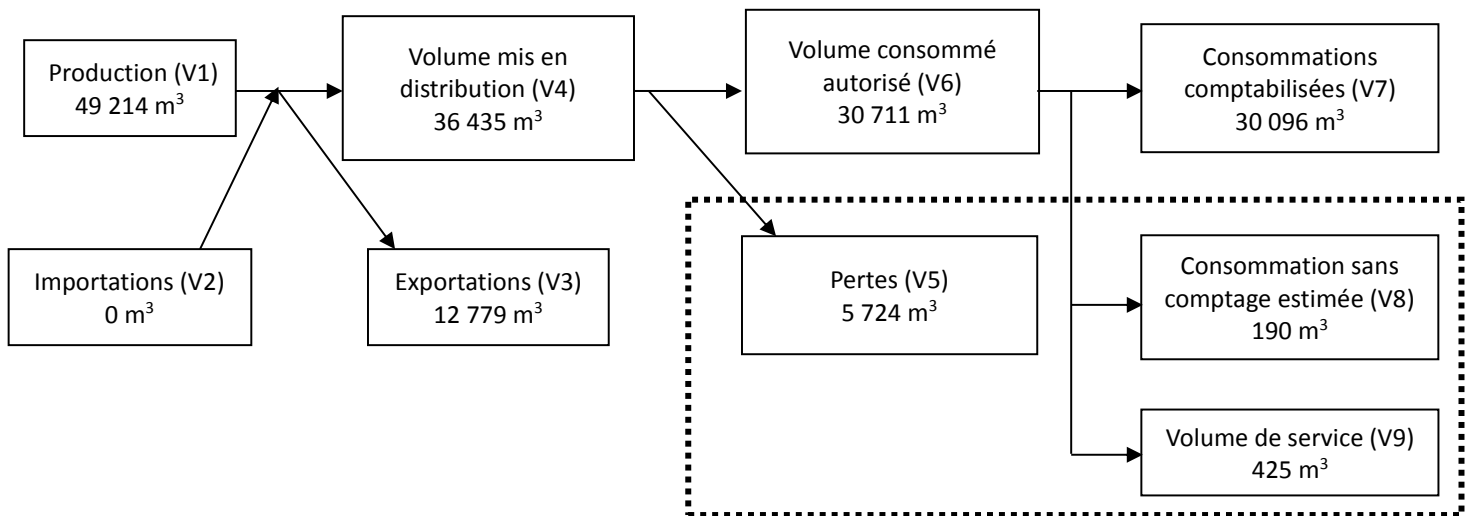 Production (V1)
49 214 m³
Volume mis en
distribution (V4)
36 435 m³
Volume consommé
autorisé (V6)
30 711 m³
Consommations
comptabilisées (V7)
30 096 m³
Importations (V2)
0 m³
Exportations (V3)
12 779 m³
Pertes (V5)
5 724 m³
Consommation sans
comptage estimée (V8)
190 m³
Volume de service (V9)
425 m³